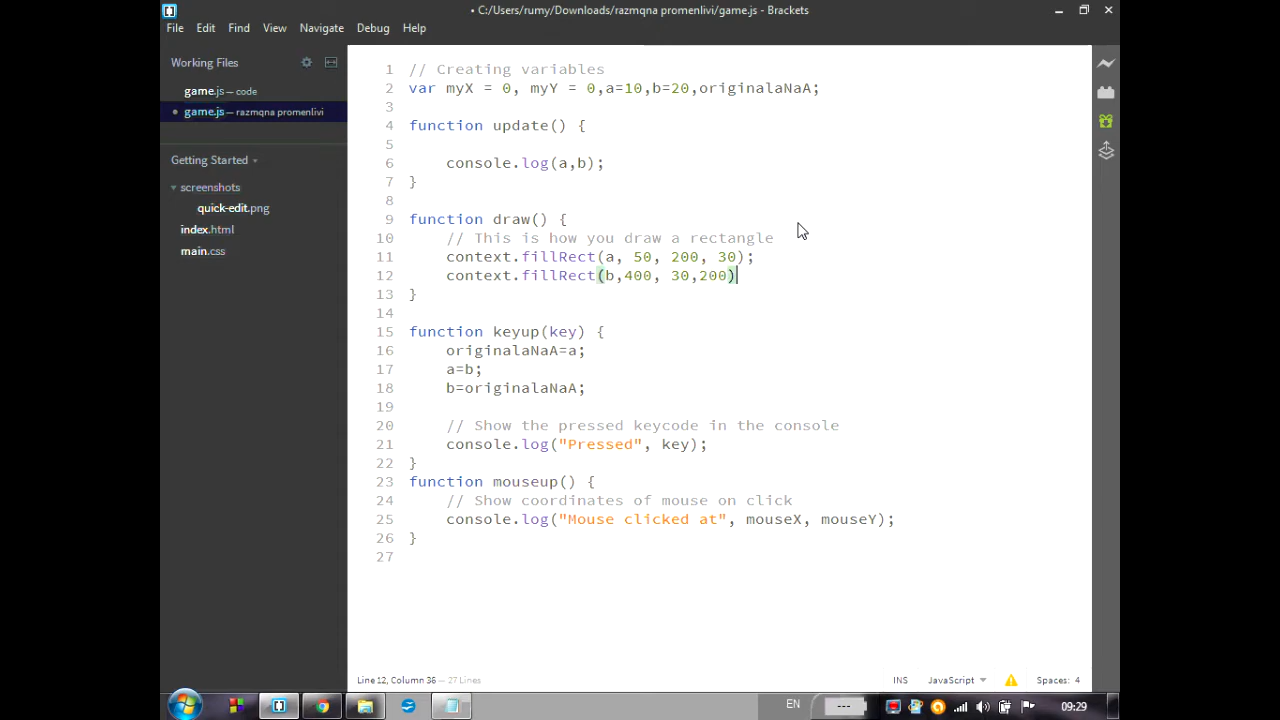 • C:/Users/rumy/Downloads/razmqna promenlivi/game.js - Brackets
File Edit Find View Navigate Debug Help
Working Files
game.js — code
• game.js — razmqna promenlivi
Getting Started
screenshots
quick-edit.png
index.html
main.css
1 // Creating variables
2 var myX = 0, myY = 0,a=10,b=20,originalaNaA;
3
4 function update() {
5
6     console.log(a,b);
7 }
8
9 function draw() {
10     // This is how you draw a rectangle
11     context.fillRect(a, 50, 200, 30);
12     context.fillRect(b,400, 30,200)
13 }
14
15 function keyup(key) {
16     originalaNaA=a;
17     a=b;
18     b=originalaNaA;
19
20     // Show the pressed keycode in the console
21     console.log("Pressed", key);
22 }
23 function mouseup() {
24     // Show coordinates of mouse on click
25     console.log("Mouse clicked at", mouseX, mouseY);
26 }
27
Line 12, Column 36 — 27 Lines
INS JavaScript Spaces: 4
EN --- 09:29